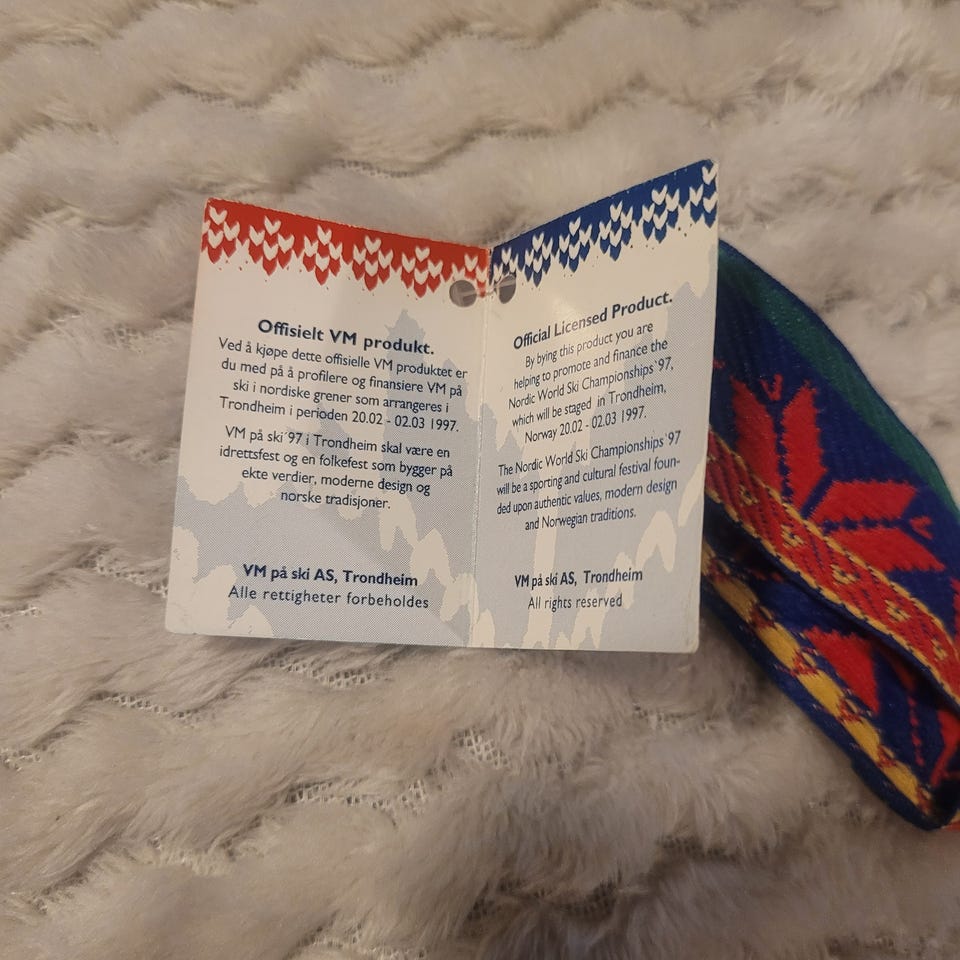 Offisielt VM produkt.
Ved å kjøpe dette offisielle VM produktet er
du med på å profilere og finansiere VM på
ski i nordiske grener som arrangeres i
Trondheim i perioden 20.02 - 02.03 1997.
VM på ski ́97 i Trondheim skal være en
idrettsfest og en folkefest som bygger på
ekte verdier, moderne design og
norske tradisjoner.
VM på ski AS, Trondheim
Alle rettigheter forbeholdes
Official Licensed Product.
By bying this product you are
helping to promote and finance the
Nordic World Ski Championships ́97,
which will be staged in Trondheim,
Norway 20.02 - 02.03 1997.
The Nordic World Ski Championships ́97
will be a sporting and cultural festival foun-
ded upon authentic values, modern design
and Norwegian traditions.
VM på ski AS, Trondheim
All rights reserved